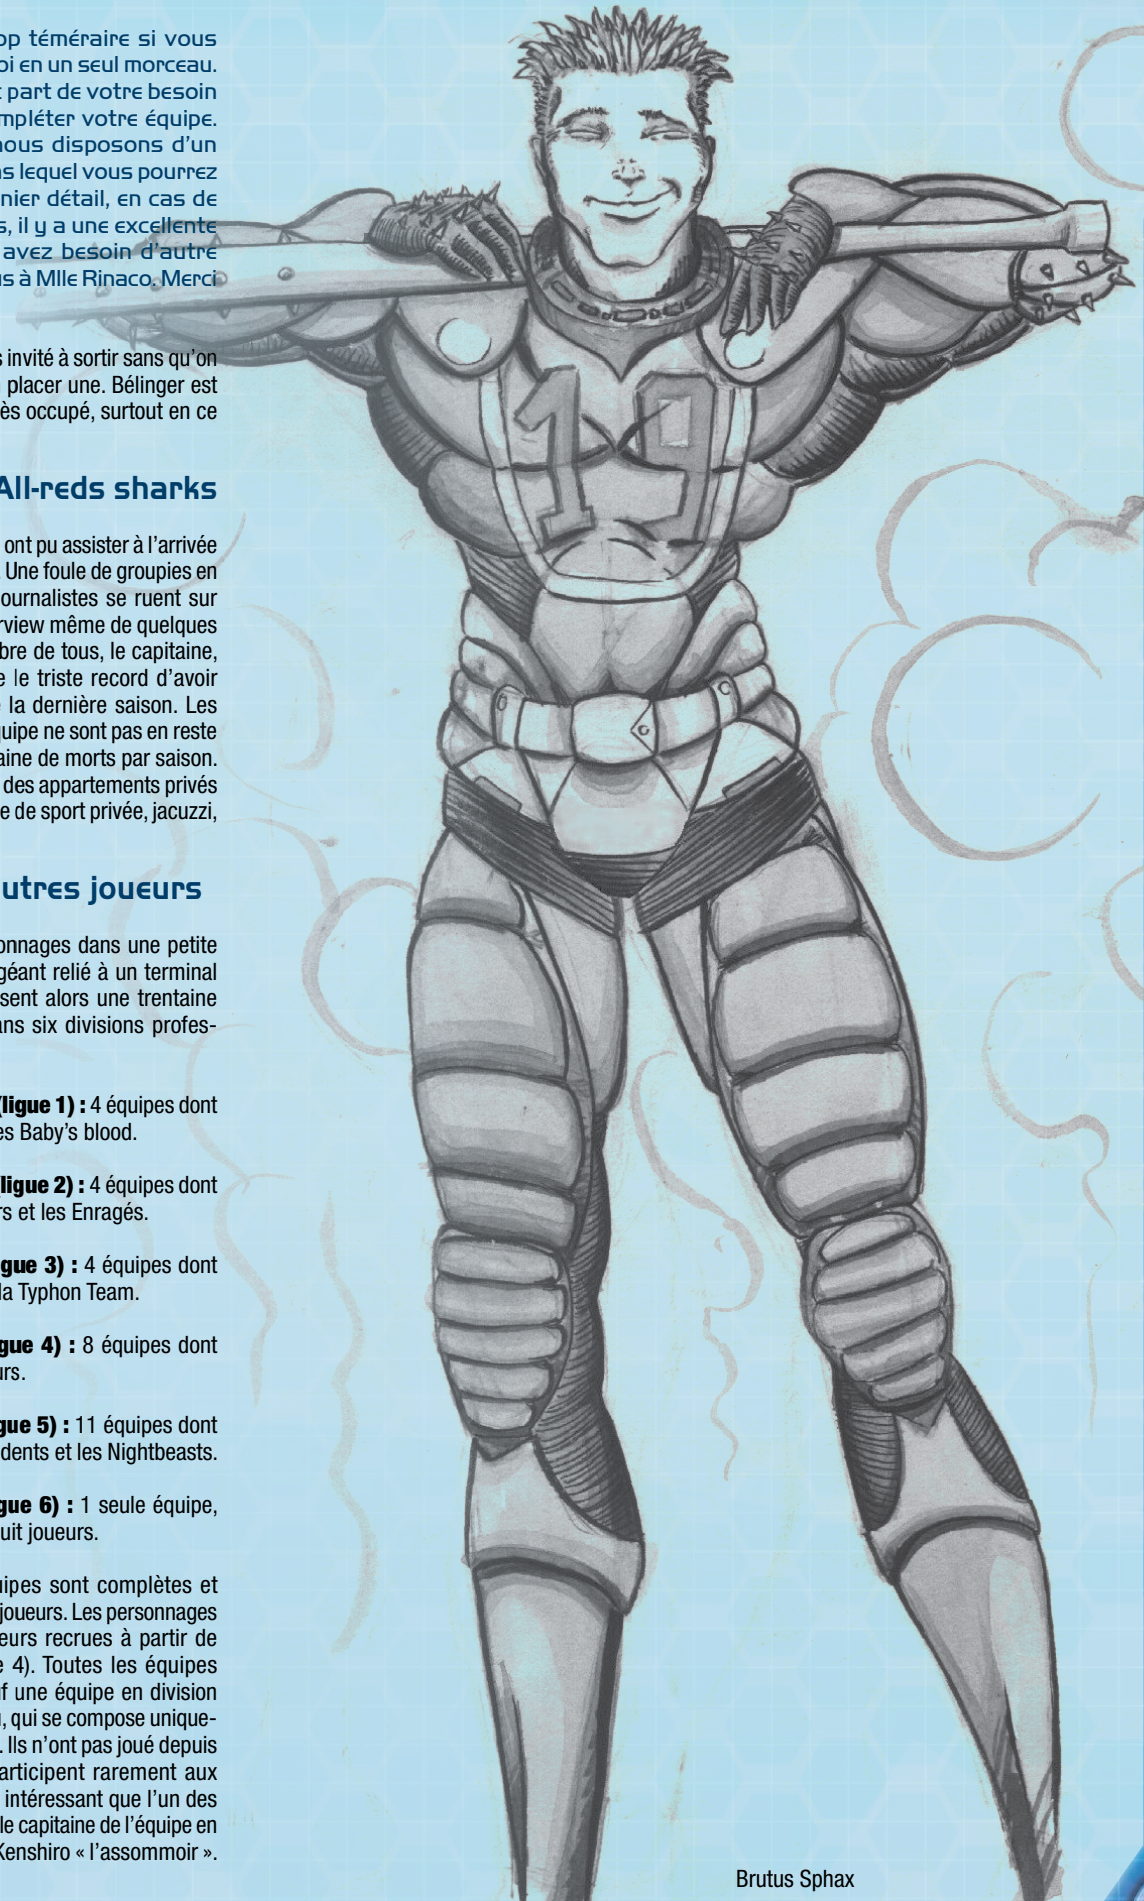 op téméraire si vous
oi en un seul morceau.
t part de votre besoin
mpléter votre équipe.
nous disposons d'un
ns lequel vous pourrez
nier détail, en cas de
s, il y a une excellente
avez besoin d'autre
us à Mlle Rinaco. Merci
s invité à sortir sans qu'on
n placer une. Bélinger est
ès occupé, surtout en ce
All-reds sharks
ont pu assister à l'arrivée
. Une foule de groupies en
journalistes se ruent sur
rview même de quelques
bre de tous, le capitaine,
e le triste record d'avoir
e la dernière saison. Les
quipe ne sont pas en reste
aine de morts par saison.
des appartements privés
e de sport privée, jacuzzi,
utres joueurs
onnages dans une petite
géant relié à un terminal
sent alors une trentaine
ans six divisions profes-
(ligue 1) : 4 équipes dont
es Baby's blood.
(ligue 2) : 4 équipes dont
rs et les Enragés.
gue 3) : 4 équipes dont
la Typhon Team.
gue 4) : 8 équipes dont
urs.
gue 5) : 11 équipes dont
dents et les Nightbeasts.
gue 6) : 1 seule équipe,
uit joueurs.
uipes sont complètes et
joueurs. Les personnages
eurs recrues à partir de
e 4). Toutes les équipes
uf une équipe en division
u, qui se compose unique-
. Ils n'ont pas joué depuis
articipent rarement aux
intéressant que l'un des
le capitaine de l'équipe en
Kenshiro « l'assommoir ».
19
Brutus Sphax